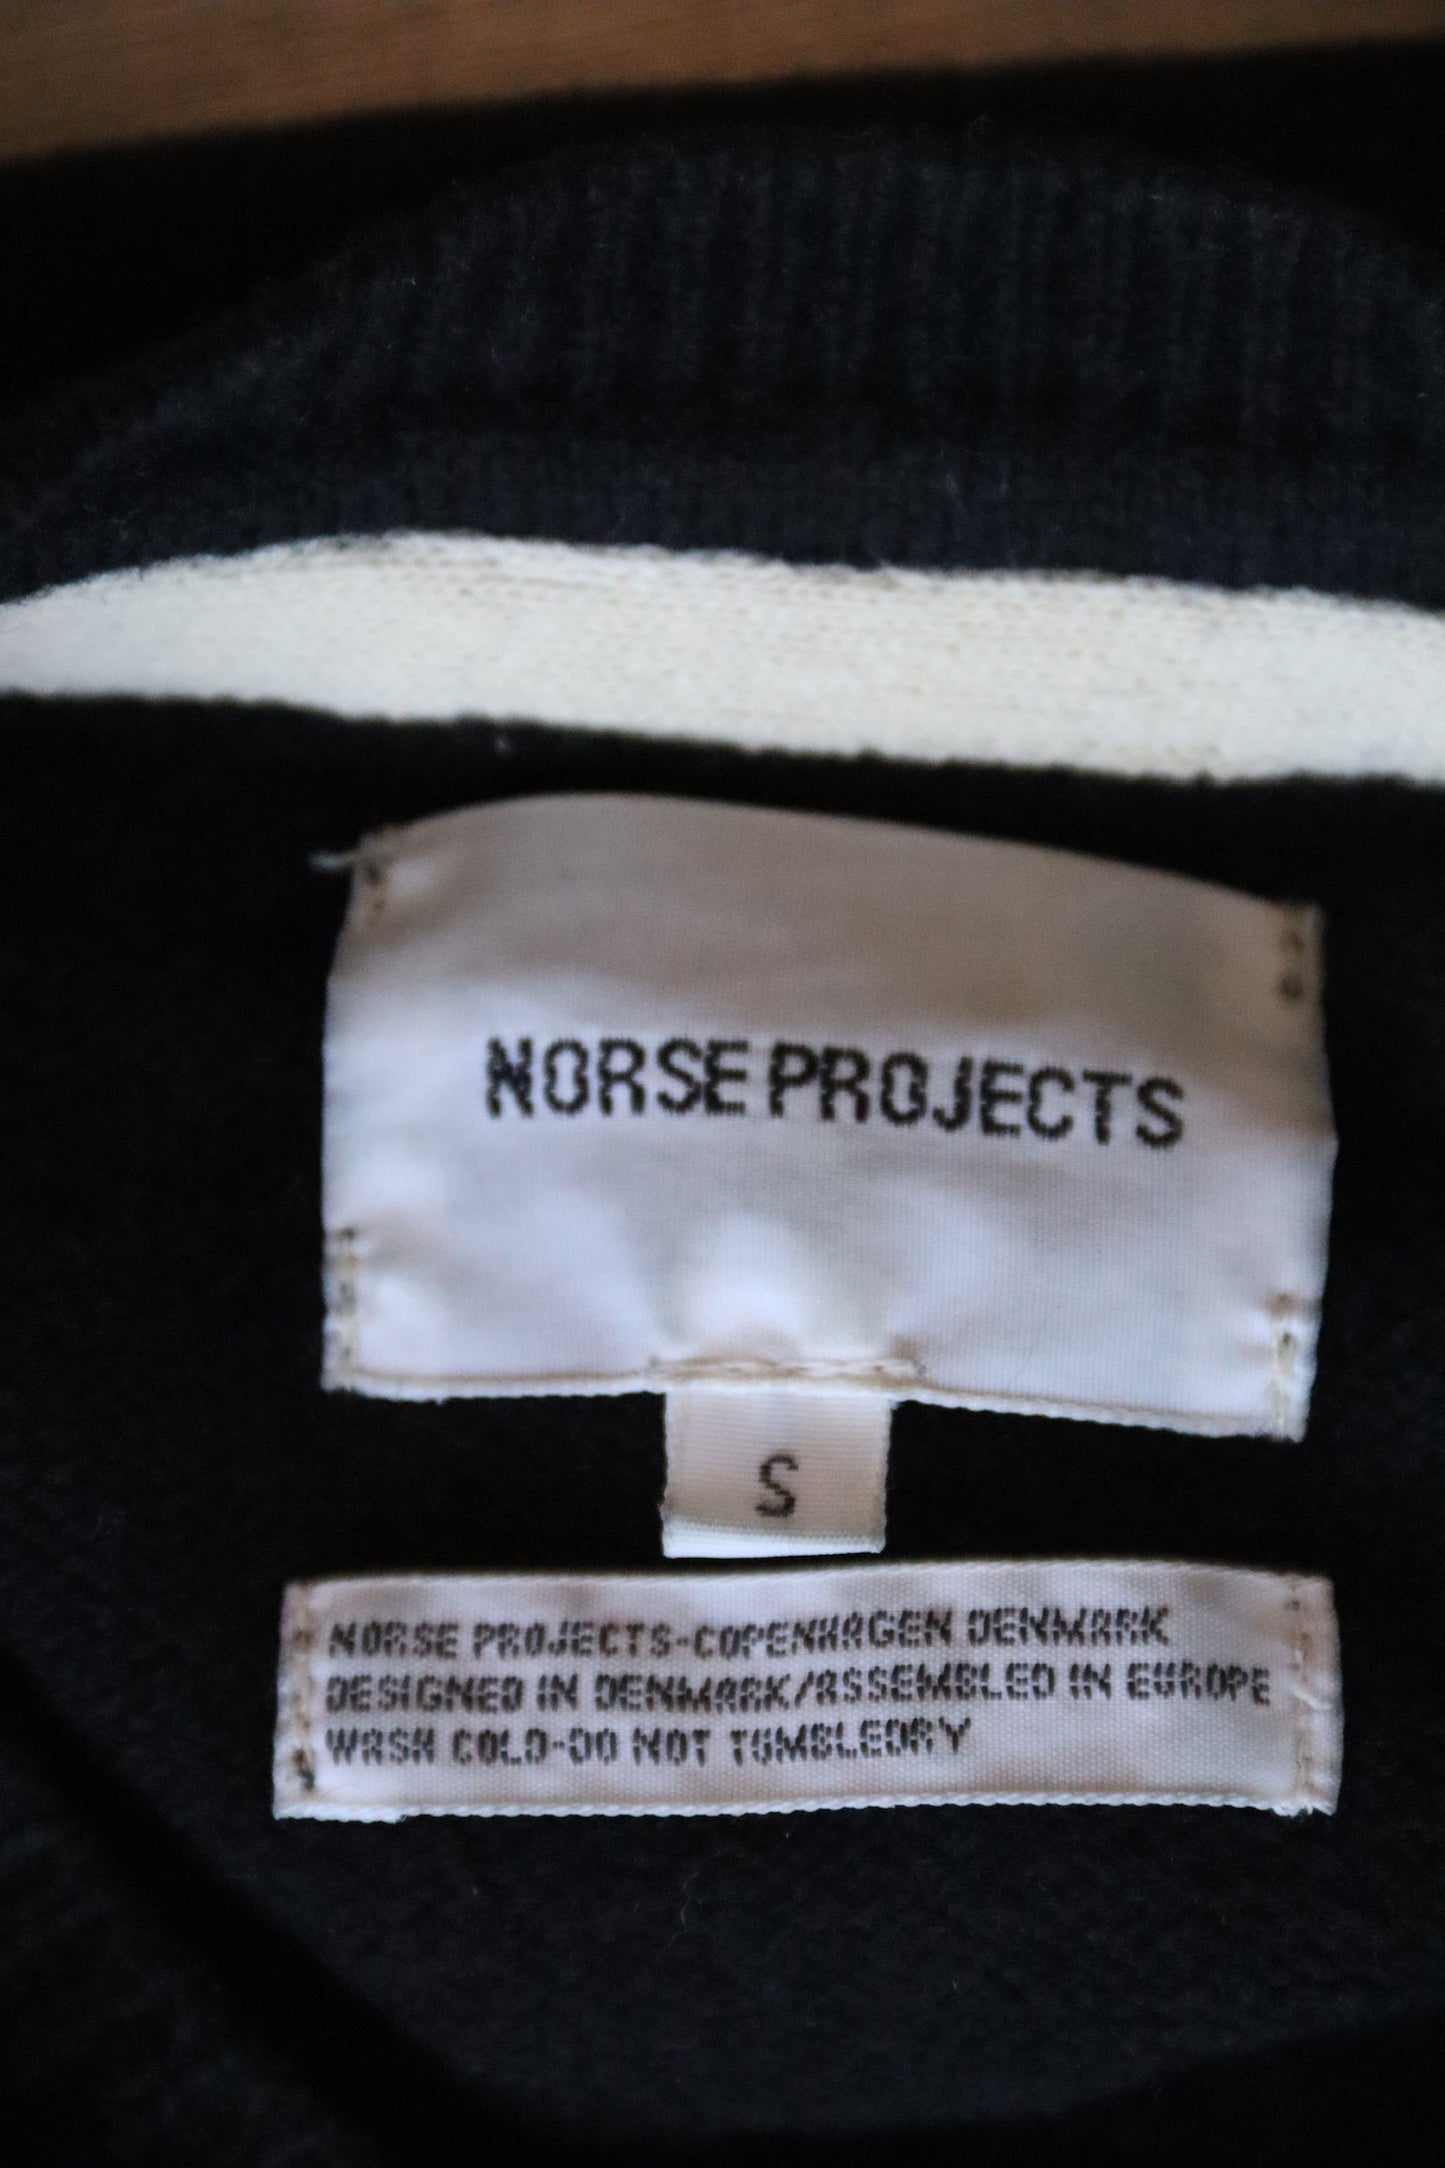 NORSE PROJECTS
S
NORSE PROJECTS-COPENHAGEN DENMARK
DESIGNED IN DENMARK/ASSEMBLED IN EUROPE
WASH COLD-DO NOT TUMBLEDRY